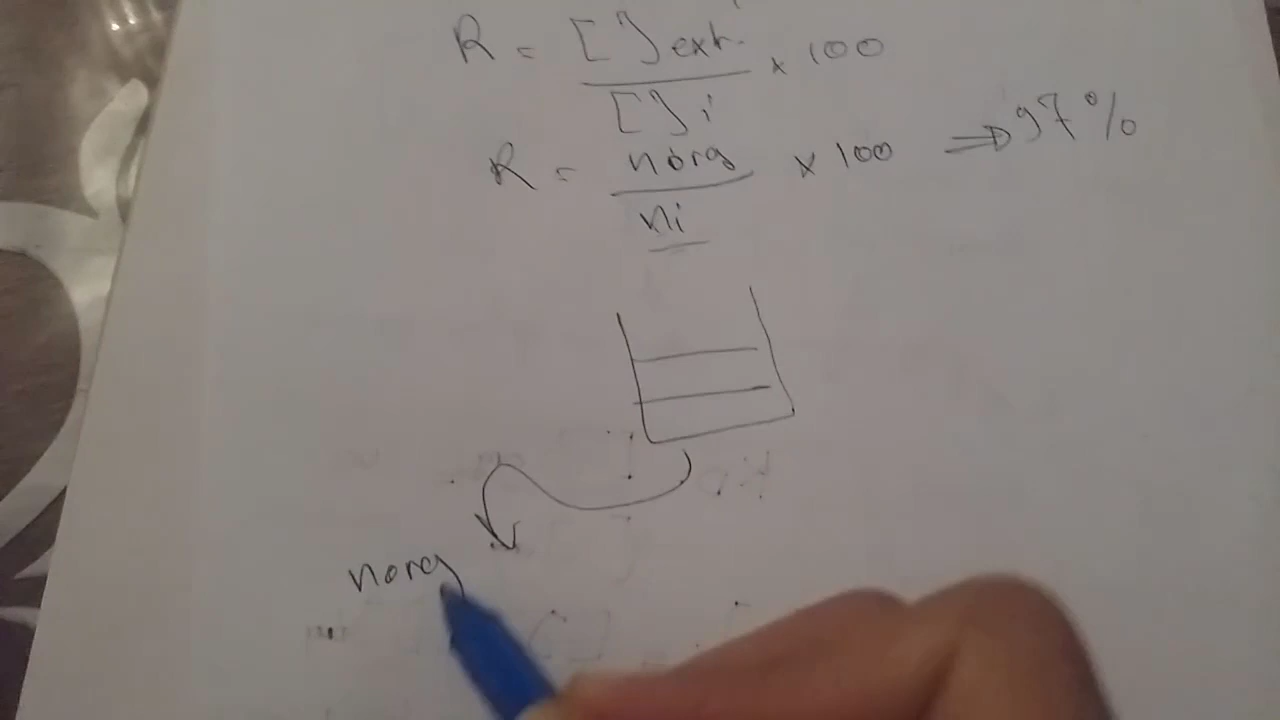 R = [ ] ext. / [ ] i × 100
R = norg / ni × 100 ⇒ 97 %
norg